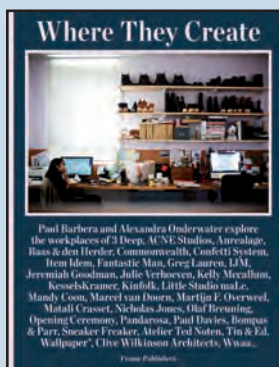 Where They Create
Paul Barbera and Alexandra Onderwater explore
the workplaces of 3 Deep, ACNE Studios, Anrealage,
Baas & den Herder, Commonwealth, Confetti System,
Item Idem, Fantastic Man, Greg Lauren, IJM,
Jeremiah Goodman, Julie Verhoeven, Kelly Mccallum,
KesselsKramer, Kinfolk, Little Studio
Mandy Coon, Marcel van Doorn, Martijn F. Overweel,
Matali Crasset, Nicholas Jones, Olaf Breuning,
Opening Ceremony, Pandarosa, Paul Davies, Bompas
& Parr, Sneaker Freaker, Atelier Ted Noten, Tin & Ed,
Wallpaper*, Clive Wilkinson Architects, Wwaa..
Frame Publishers